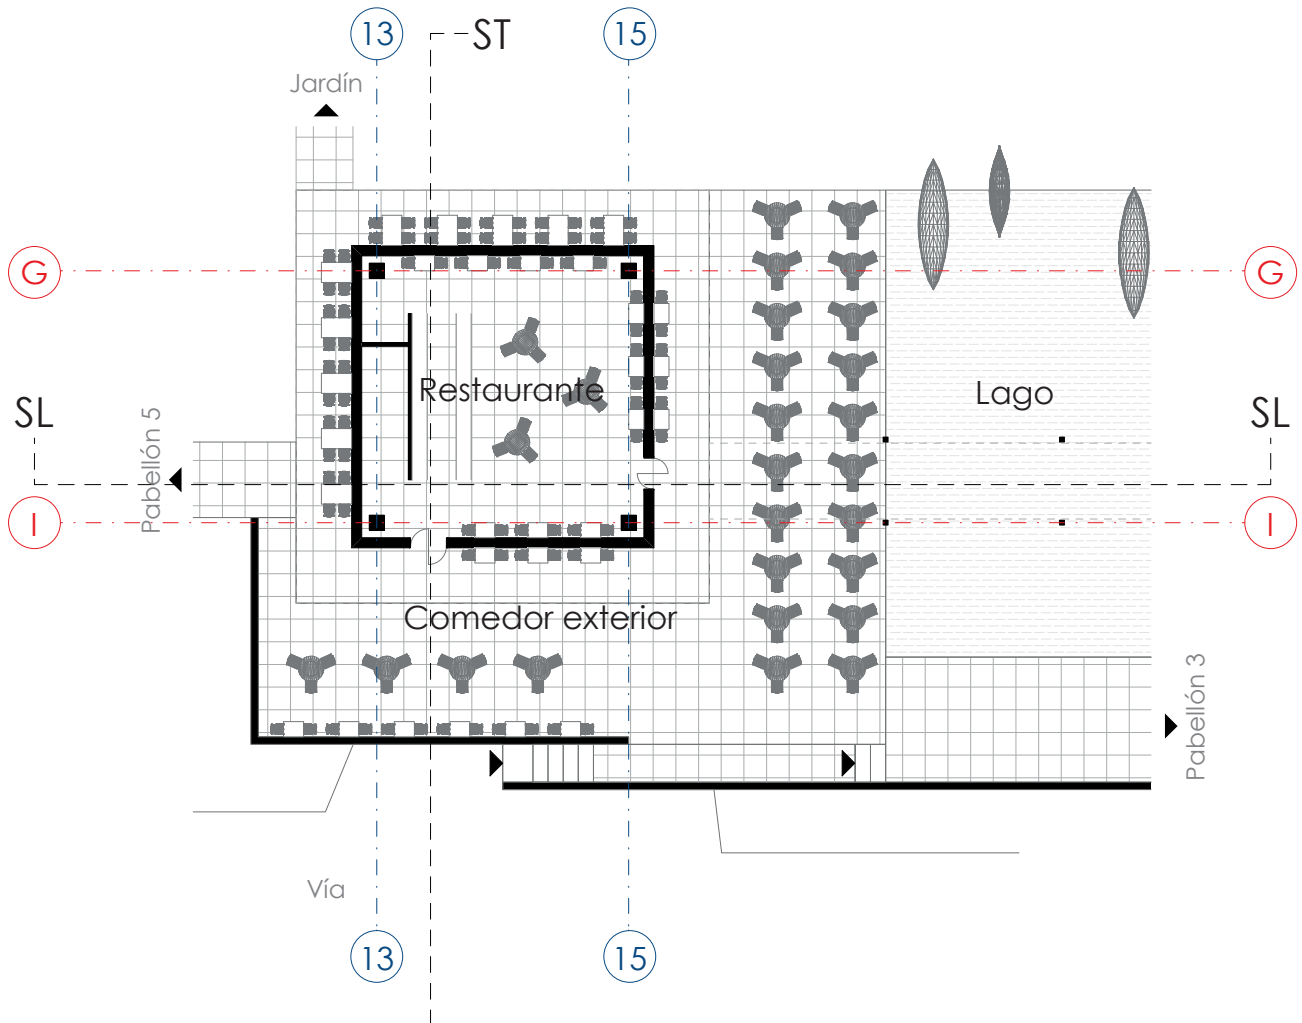 13
ST
15
Jardín
G
G
Restaurante
Lago
SL
SL
Pabellón 5
I
I
Comedor exterior
Pabellón 3
Vía
13
15